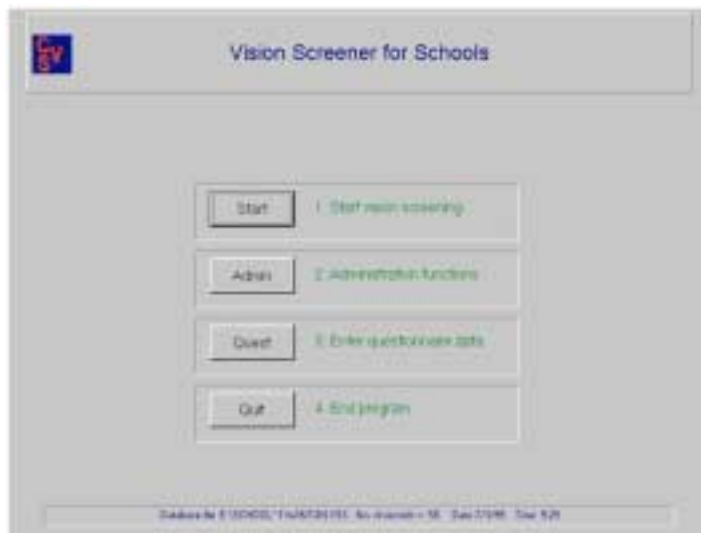 CVS
Vision Screener for Schools
Start 1. Start vision screening
Admin 2. Administration functions
Quest 3. Enter questionnaire data
Quit 4. End program